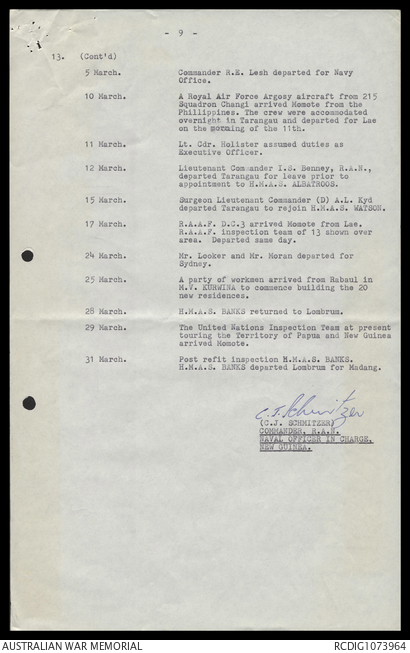 - 9 -
13. (Cont'd)
5 March. Commander R.E. Lesh departed for Navy
Office.
10 March. A Royal Air Force Argosy aircraft from 215
Squadron Changi arrived Momote from the
Phillippines. The crew were accommodated
overnight in Tarangau and departed for Lae
on the morning of the 11th.
11 March. Lt. Cdr. Holister assumed duties as
Executive Officer.
12 March. Lieutenant Commander I.S. Benney, R.A.N.,
departed Tarangau for leave prior to
appointment to H.M.A.S. ALBATROOS.
15 March. Surgeon Lieutenant Commander (D) A.L. Kyd
departed Tarangau to rejoin H.M.A.S. WATSON.
17 March. R.A.A.F. D.C.3 arrived Momote from Lae.
R.A.A.F. inspection team of 13 shown over
area. Departed same day.
24 March. Mr. Looker and Mr. Moran departed for
Sydney.
25 March. A party of workmen arrived from Rabaul in
M.V. KURWINA to commence building the 20
new residences.
28 March. H.M.A.S. BANKS returned to Lombrum.
29 March. The United Nations Inspection Team at present
touring the Territory of Papua and New Guinea
arrived Momote.
31 March. Post refit inspection H.M.A.S. BANKS.
H.M.A.S. BANKS departed Lombrum for Madang.
C.J. Schmitzer
(C.J. SCHMITZER)
COMMANDER, R.A.N.
NAVAL OFFICER IN CHARGE,
NEW GUINEA.
AUSTRALIAN WAR MEMORIAL RCDIG1073964